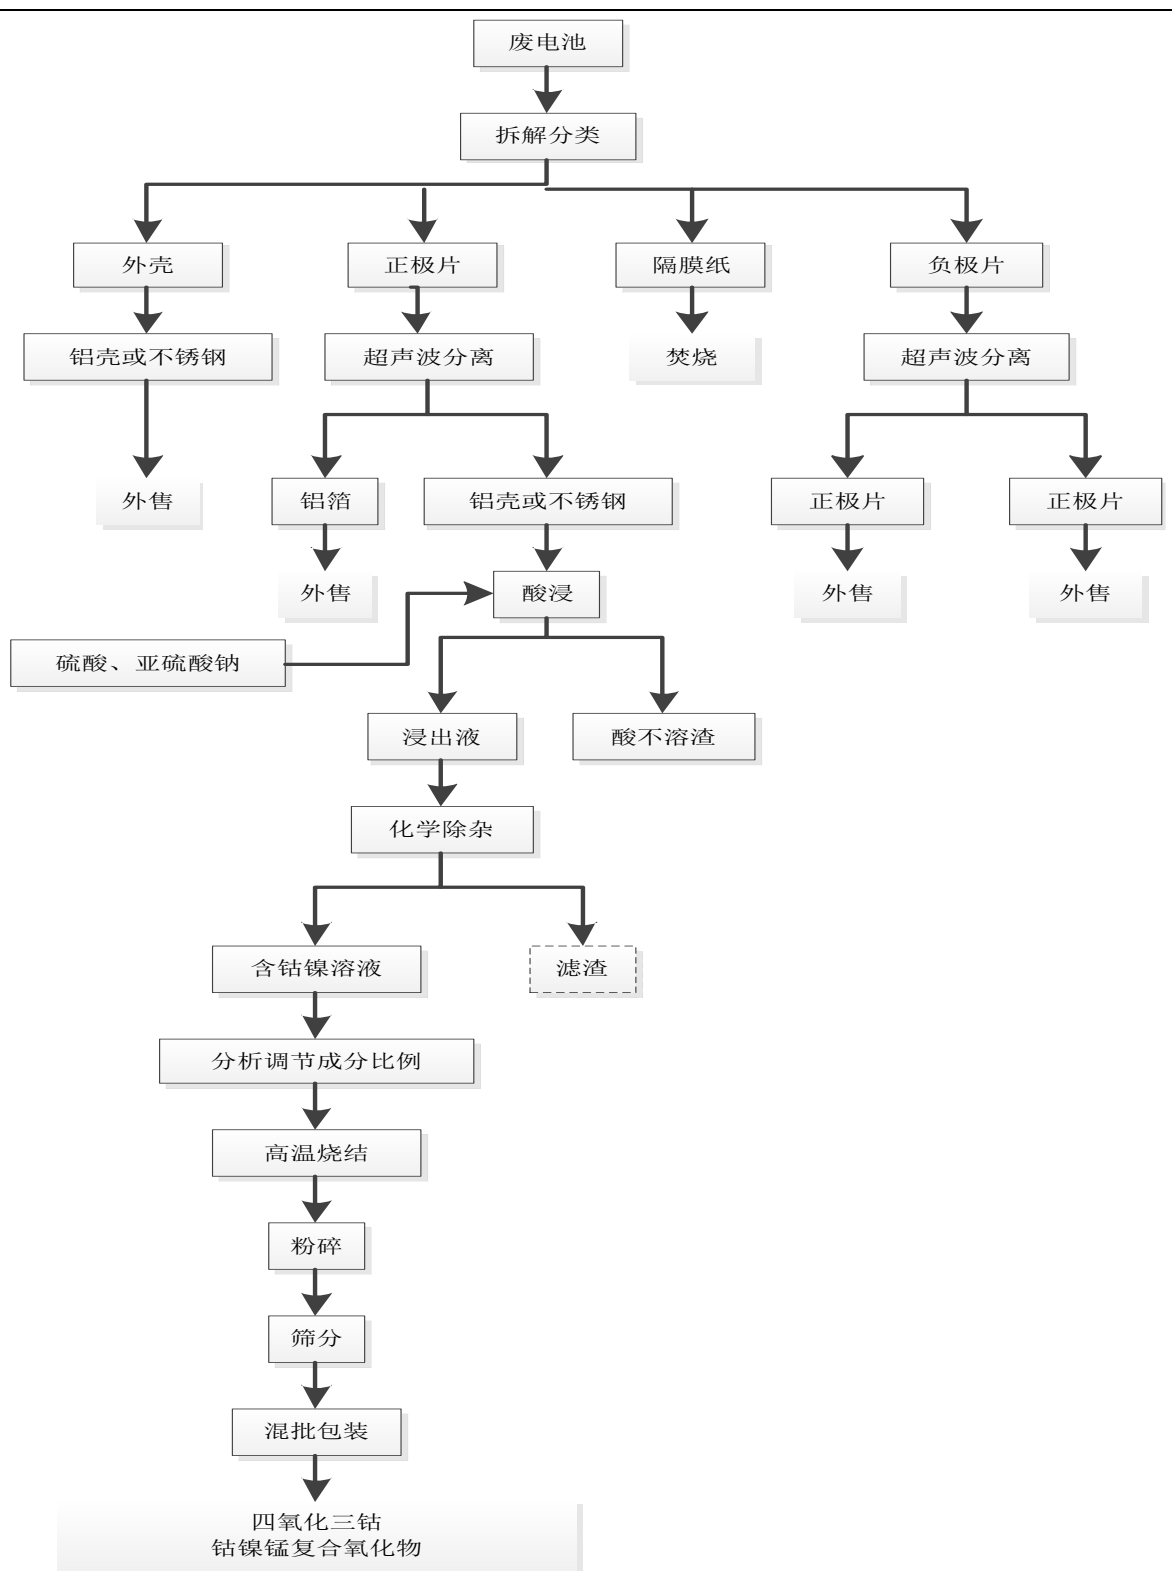 废电池
拆解分类
外壳
正极片
隔膜纸
负极片
铝壳或不锈钢
超声波分离
焚烧
超声波分离
外售
铝箔
铝壳或不锈钢
正极片
正极片
外售
酸浸
外售
外售
硫酸、亚硫酸钠
浸出液
酸不溶渣
化学除杂
含钴镍溶液
滤渣
分析调节成分比例
高温烧结
粉碎
筛分
混批包装
四氧化三钴
钴镍锰复合氧化物